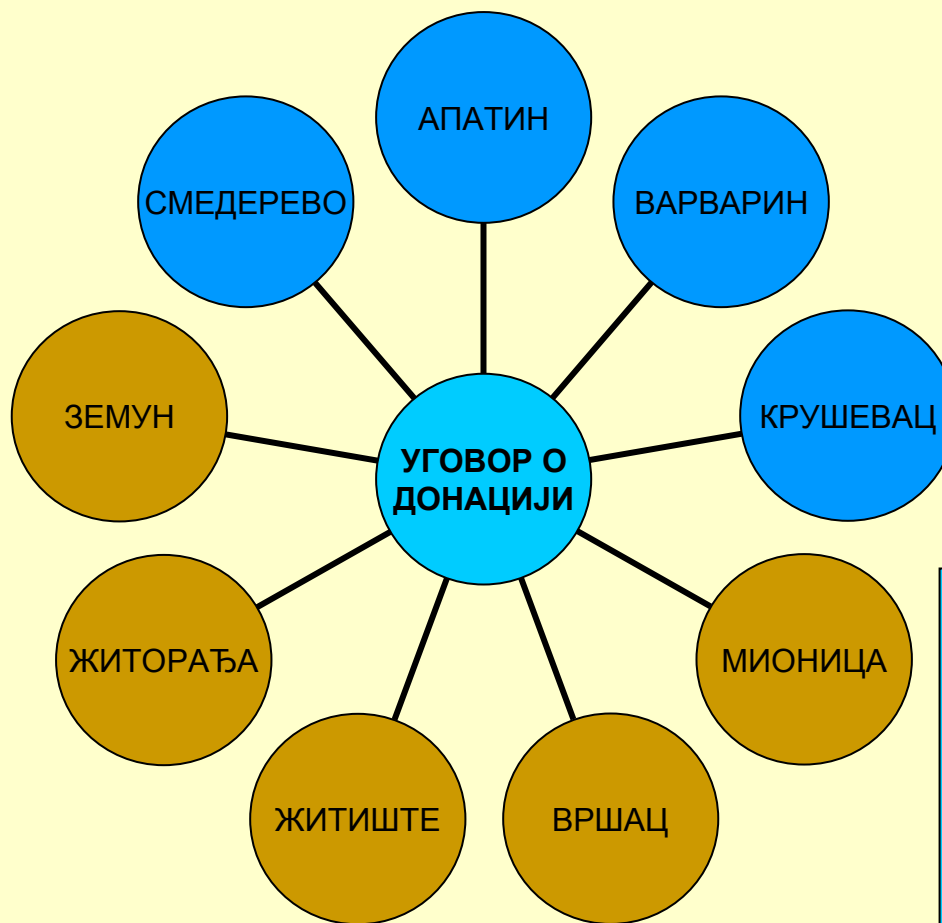 АПАТИН
СМЕДЕРЕВО
ВАРВАРИН
ЗЕМУН
КРУШЕВАЦ
УГОВОР О
ДОНАЦИЈИ
ЖИТОРАЂА
МИОНИЦА
ЖИТИШТЕ
ВРШАЦ